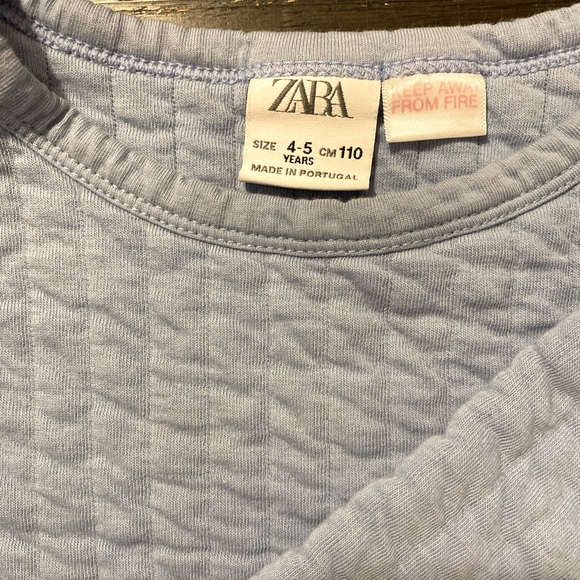 ZARA
SIZE 4-5 CM 110
YEARS
MADE IN PORTUGAL
KEEP AWAY
FROM FIRE